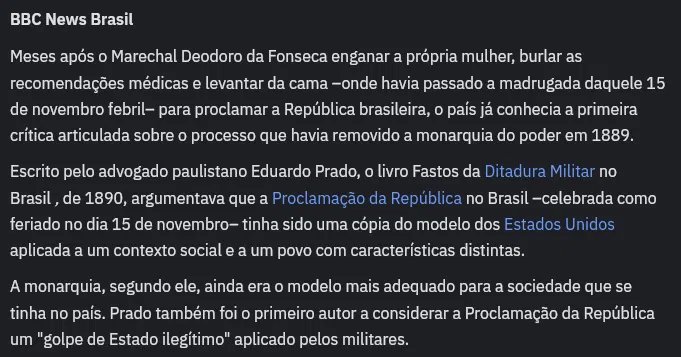 BBC News Brasil
Meses após o Marechal Deodoro da Fonseca enganar a própria mulher, burlar as
recomendações médicas e levantar da cama –onde havia passado a madrugada daquele 15
de novembro febril– para proclamar a República brasileira, o país já conhecia a primeira
crítica articulada sobre o processo que havia removido a monarquia do poder em 1889.
Escrito pelo advogado paulistano Eduardo Prado, o livro Fastos da Ditadura Militar no
Brasil , de 1890, argumentava que a Proclamação da República no Brasil –celebrada como
feriado no dia 15 de novembro– tinha sido uma cópia do modelo dos Estados Unidos
aplicada a um contexto social e a um povo com características distintas.
A monarquia, segundo ele, ainda era o modelo mais adequado para a sociedade que se
tinha no país. Prado também foi o primeiro autor a considerar a Proclamação da República
um "golpe de Estado ilegítimo" aplicado pelos militares.